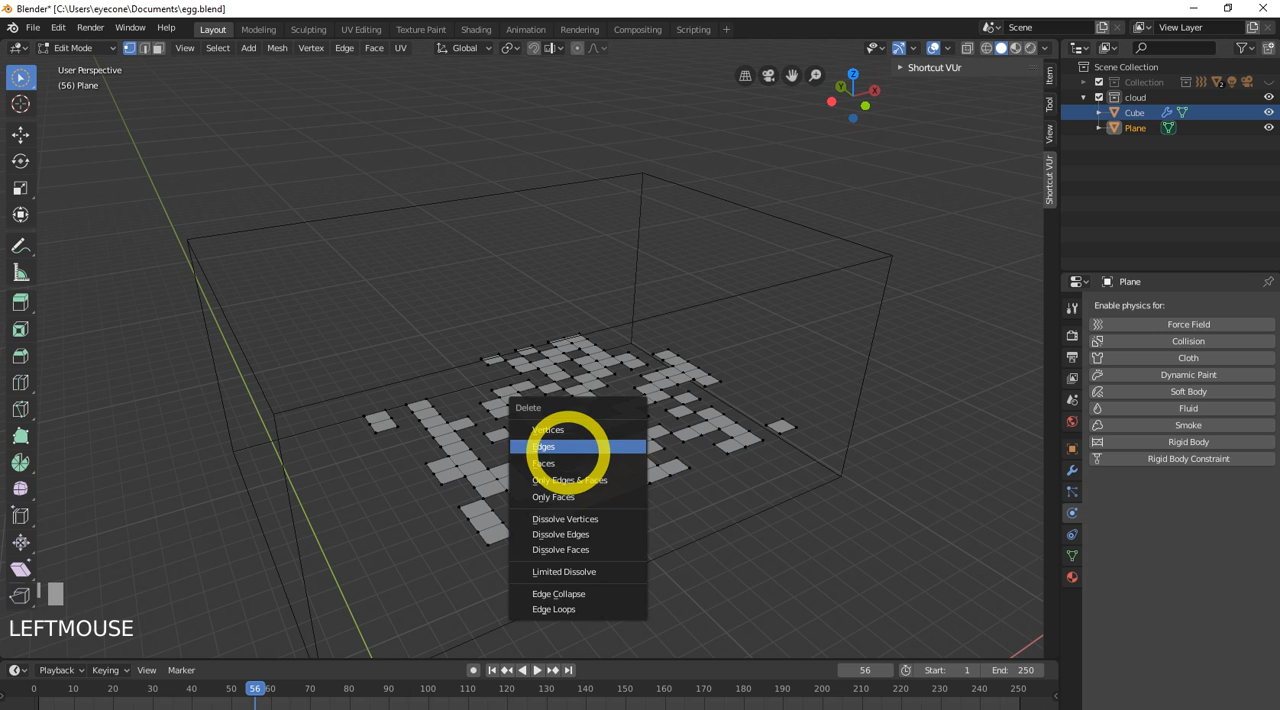 Blender* [C:\Users\eyecone\Documents\egg.blend]
File Edit Render Window Help Layout Modeling Sculpting UV Editing Texture Paint Shading Animation Rendering Compositing Scripting + Scene View Layer
Edit Mode View Select Add Mesh Vertex Edge Face UV Global
User Perspective
(56) Plane
Shortcut VUr
Z
Y
X
Item
Tool
View
Shortcut VUr
Scene Collection
Collection 2
cloud
Cube
Plane
Plane
Enable physics for:
Force Field
Collision
Cloth
Dynamic Paint
Soft Body
Fluid
Smoke
Rigid Body
Rigid Body Constraint
Delete
Vertices
Edges
Faces
Only Edges & Faces
Only Faces
Dissolve Vertices
Dissolve Edges
Dissolve Faces
Limited Dissolve
Edge Collapse
Edge Loops
LEFTMOUSE
Playback Keying View Marker 56 Start: 1 End: 250
0 10 20 30 40 50 56 60 70 80 90 100 110 120 130 140 150 160 170 180 190 200 210 220 230 240 250